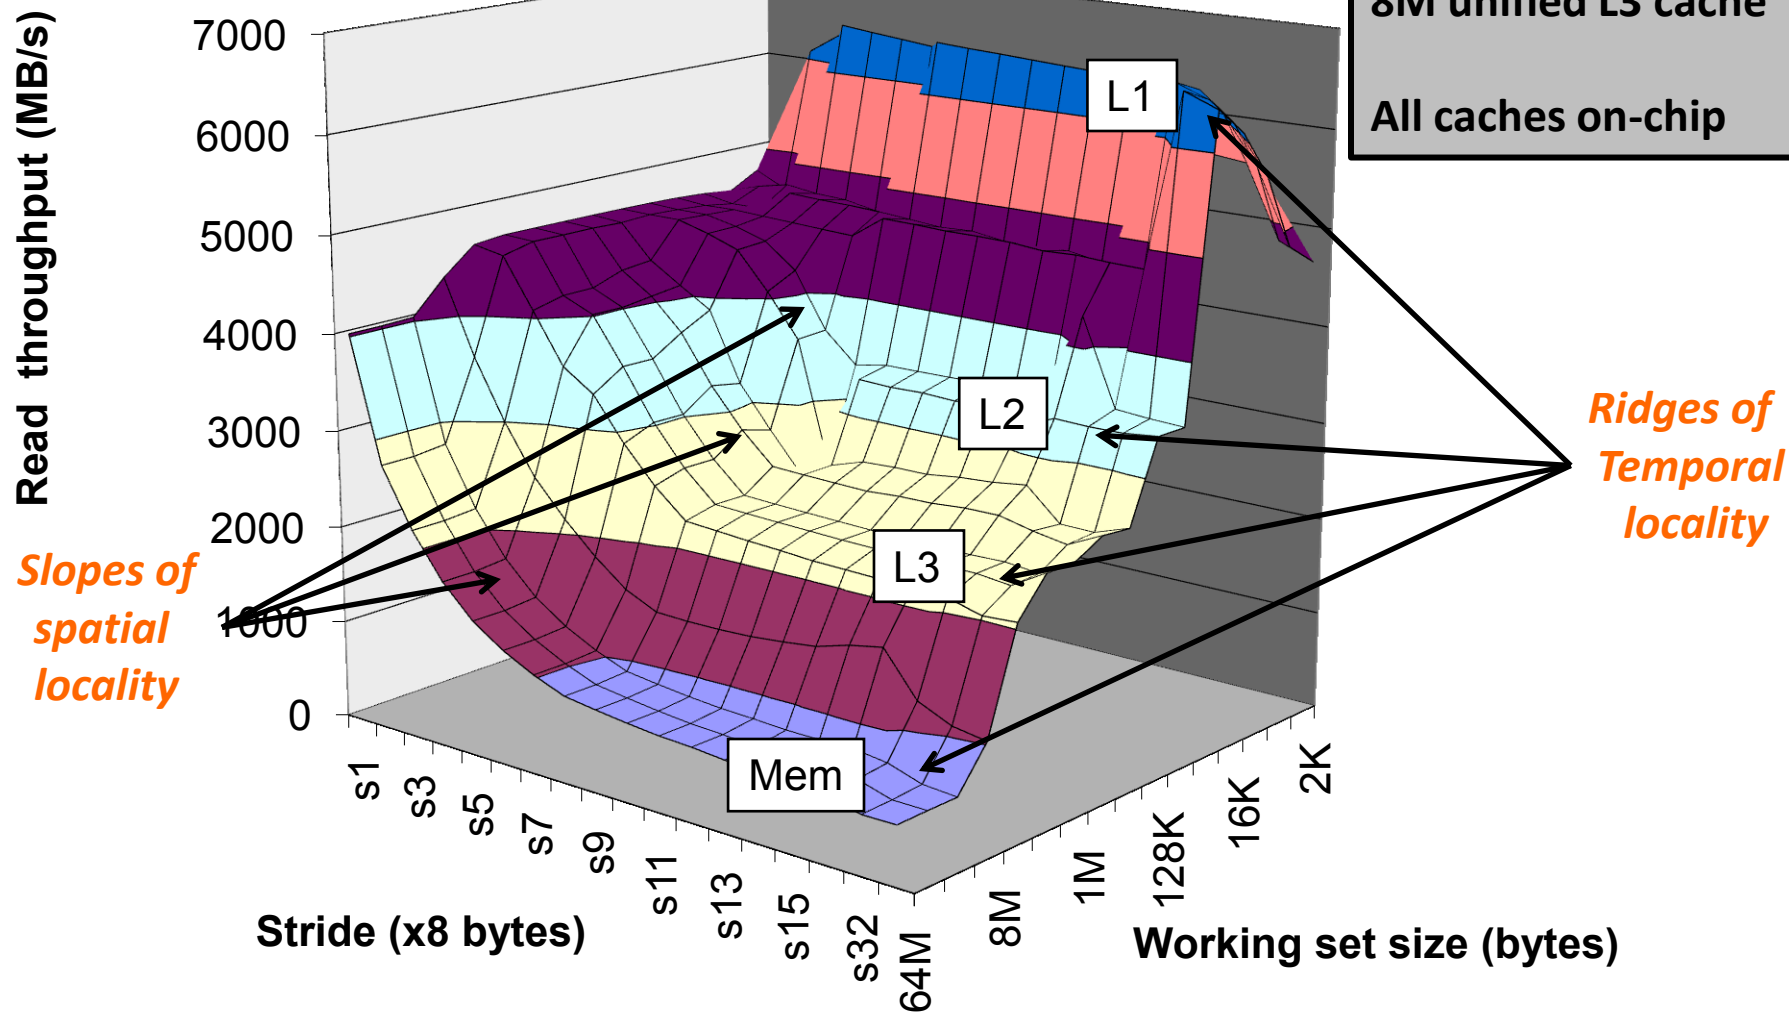 8M unified L3 cache
All caches on-chip
Read throughput (MB/s)
7000
6000
5000
4000
3000
2000
1000
0
L1
L2
L3
Mem
Slopes of
spatial
locality
Ridges of
Temporal
locality
s1
s3
s5
s7
s9
s11
s13
s15
s32
Stride (x8 bytes)
64M
8M
1M
128K
16K
2K
Working set size (bytes)